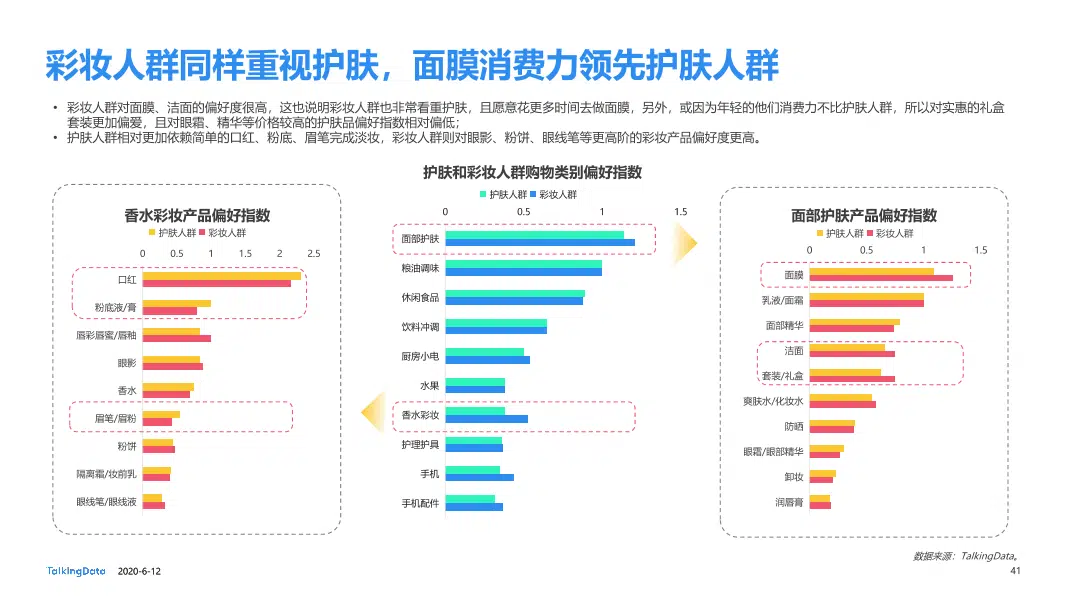 彩妆人群同样重视护肤，面膜消费力领先护肤人群
• 彩妆人群对面膜、洁面的偏好度很高，这也说明彩妆人群也非常看重护肤，且愿意花更多时间去做面膜，另外，或因为年轻的他们消费力不比护肤人群，所以对实惠的礼盒
套装更加偏爱，且对眼霜、精华等价格较高的护肤品偏好指数相对偏低；
• 护肤人群相对更加依赖简单的口红、粉底、眉笔完成淡妆，彩妆人群则对眼影、粉饼、眼线笔等更高阶的彩妆产品偏好度更高。
香水彩妆产品偏好指数
护肤人群 彩妆人群
0 0.5 1 1.5 2 2.5
口红
粉底液/膏
唇彩唇蜜/唇釉
眼影
香水
眉笔/眉粉
粉饼
隔离霜/妆前乳
眼线笔/眼线液
护肤和彩妆人群购物类别偏好指数
护肤人群 彩妆人群
0 0.5 1 1.5
面部护肤
粮油调味
休闲食品
饮料冲调
厨房小电
水果
香水彩妆
护理护具
手机
手机配件
面部护肤产品偏好指数
护肤人群 彩妆人群
0 0.5 1 1.5
面膜
乳液/面霜
面部精华
洁面
套装/礼盒
爽肤水/化妆水
防晒
眼霜/眼部精华
卸妆
润唇膏
数据来源：TalkingData。
TalkingData 2020-6-12
41